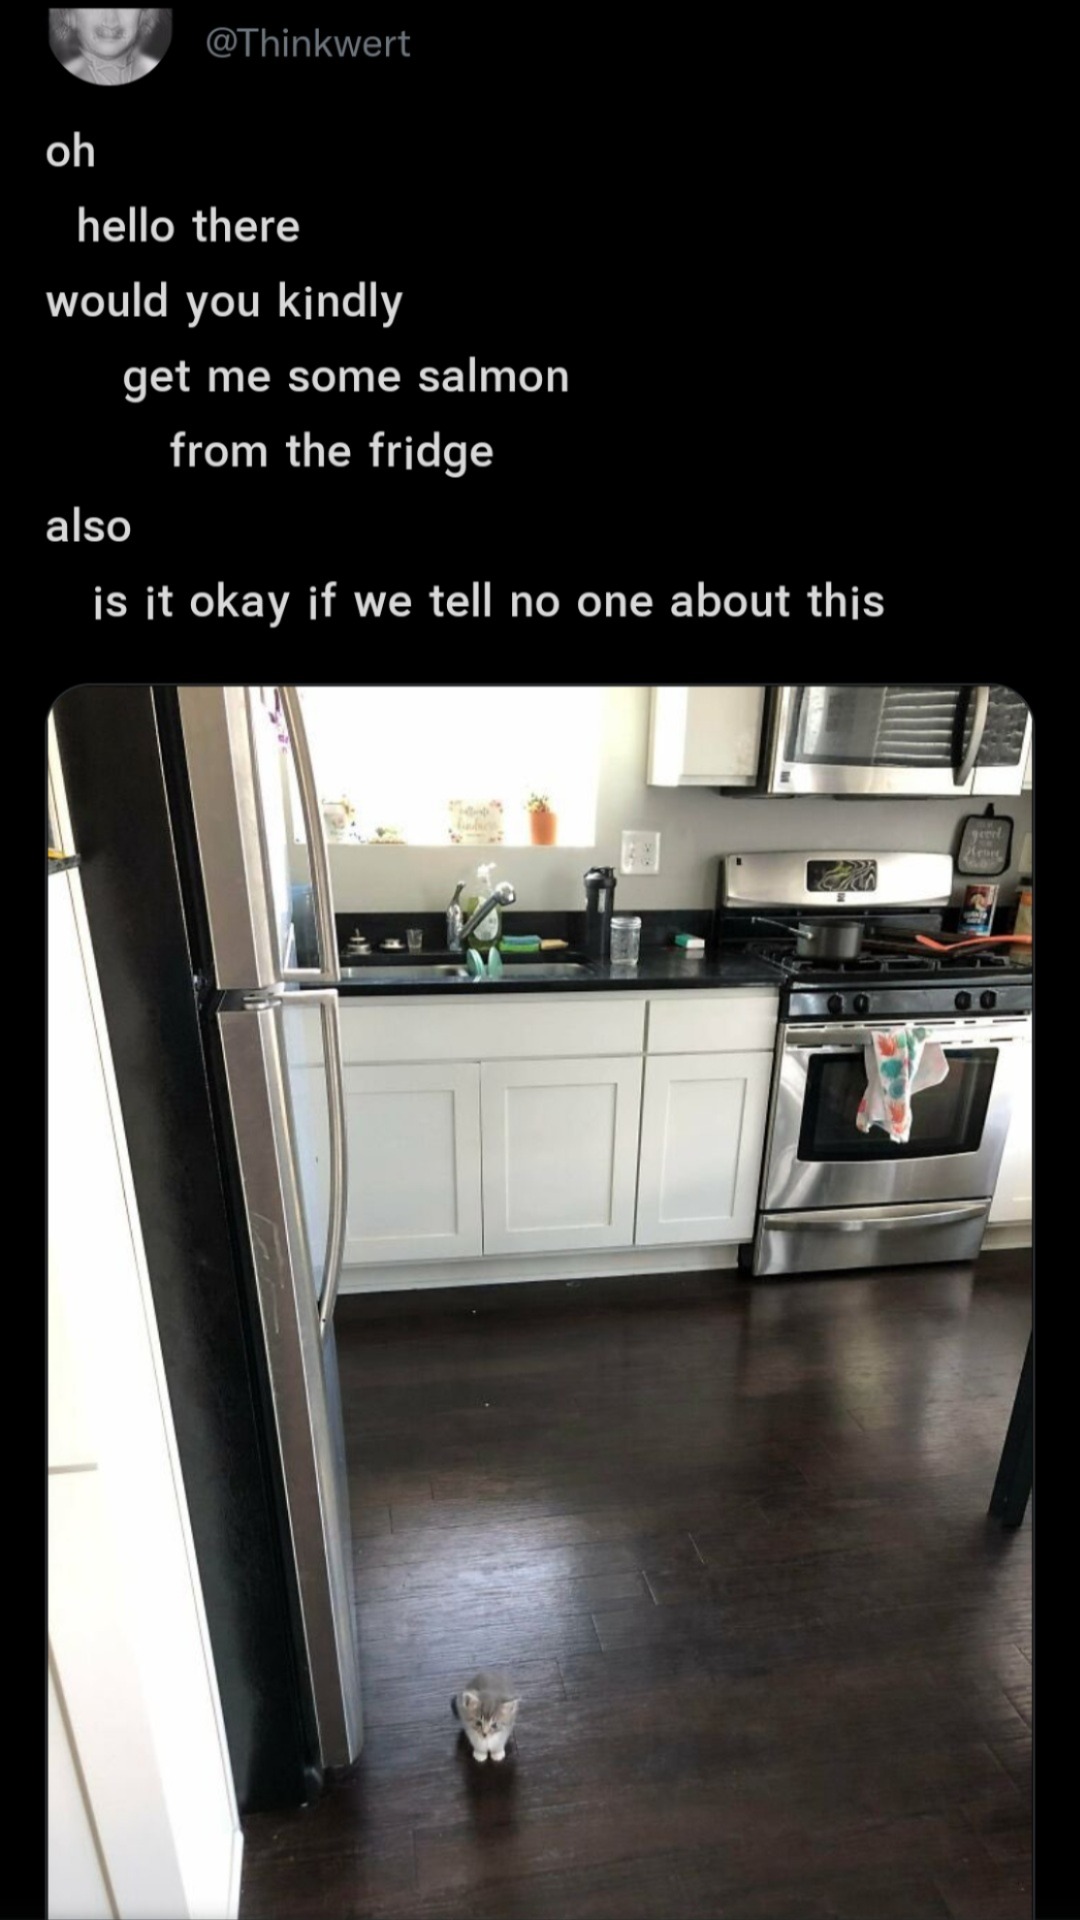 @Thinkwert
oh
hello there
would you kindly
get me some salmon
from the fridge
also
is it okay if we tell no one about this